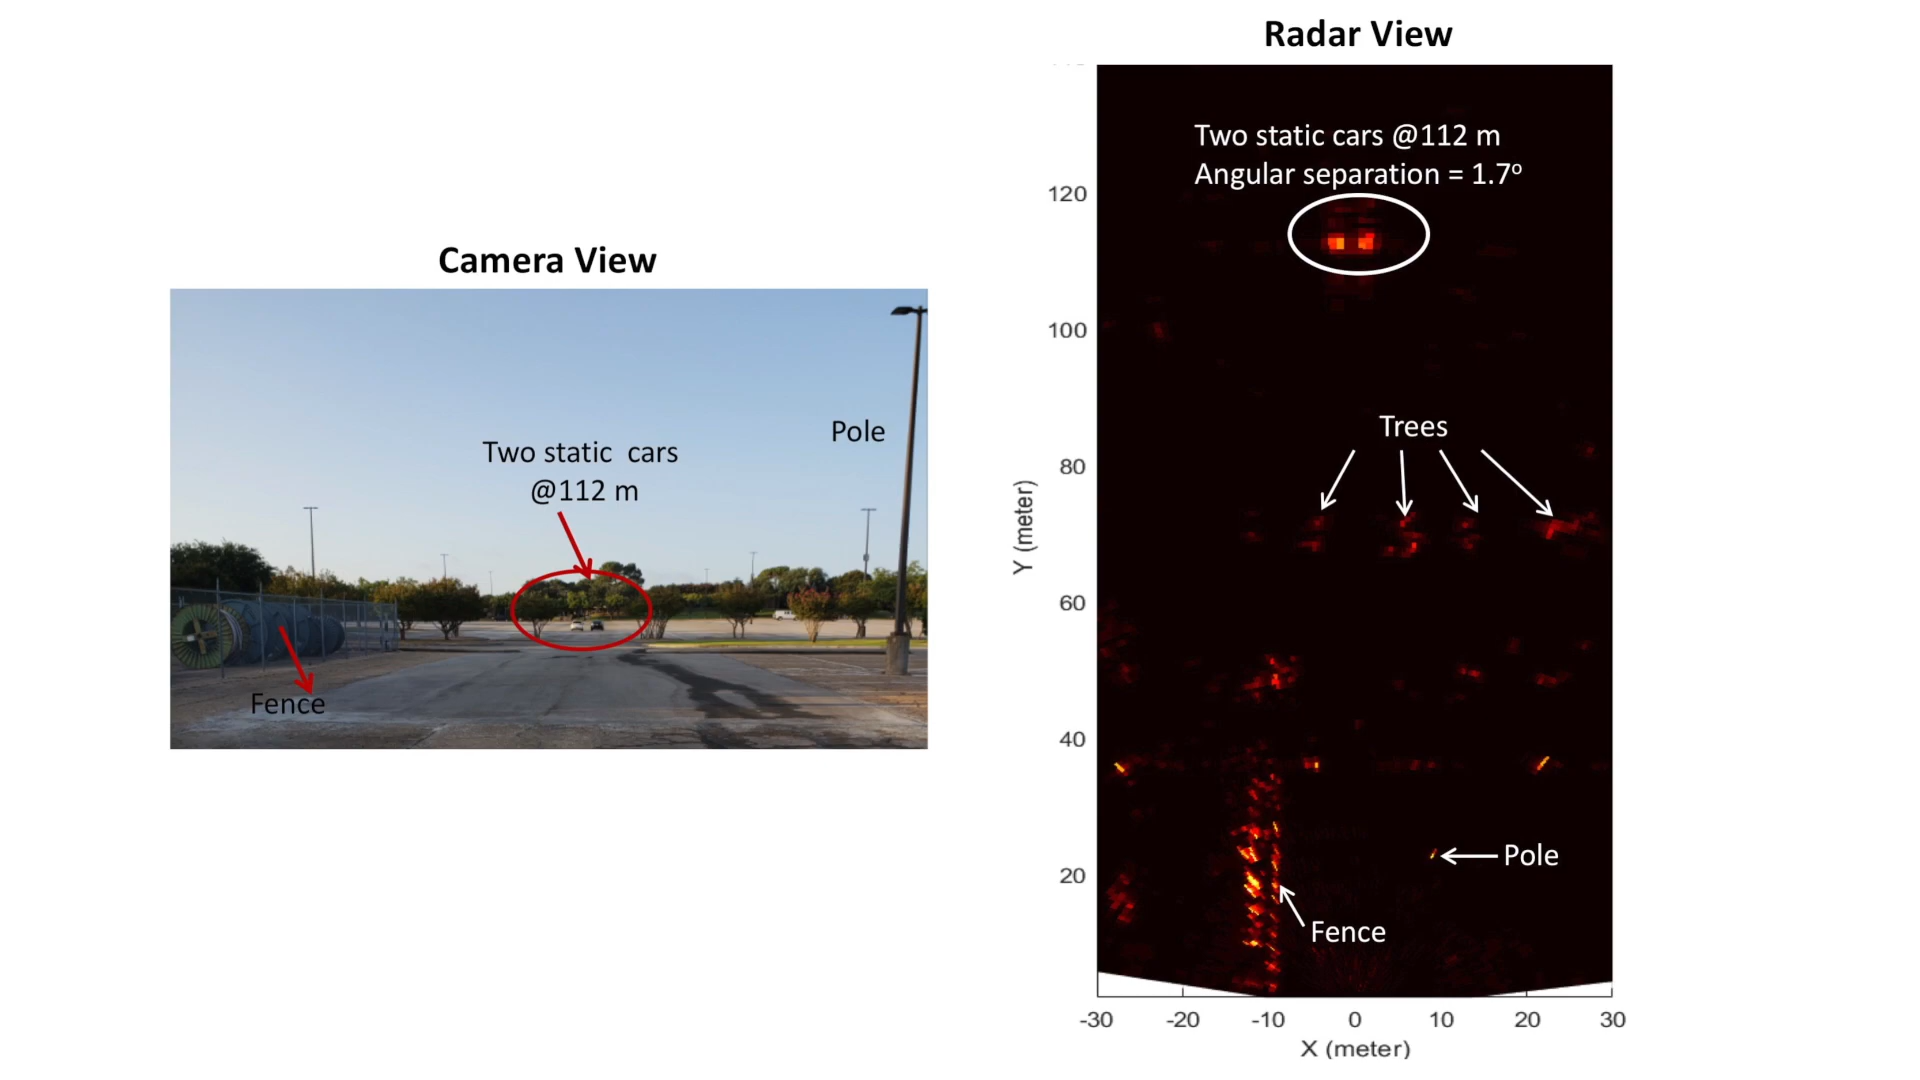 Radar View
Two static cars @112 m
Angular separation = 1.7º
Camera View
Pole
Two static cars
@112 m
Fence
Trees
Pole
Fence
120
100
80
60
40
20
Y (meter)
-30 -20 -10 0 10 20 30
X (meter)